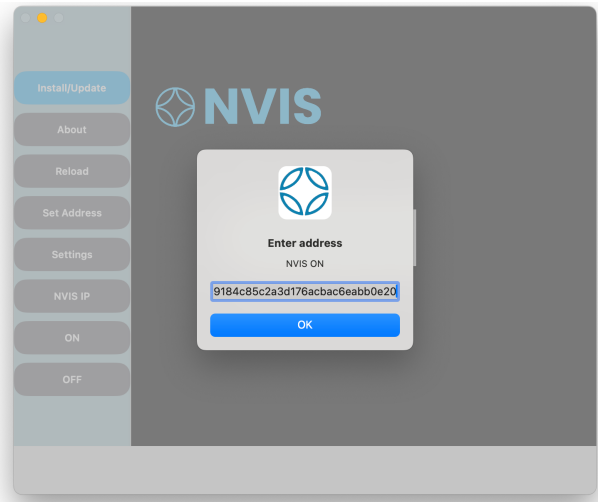 Install/Update
About
Reload
Set Address
Settings
NVIS IP
ON
OFF
NVIS
Enter address
NVIS ON
9184c85c2a3d176acbac6eabb0e20
OK